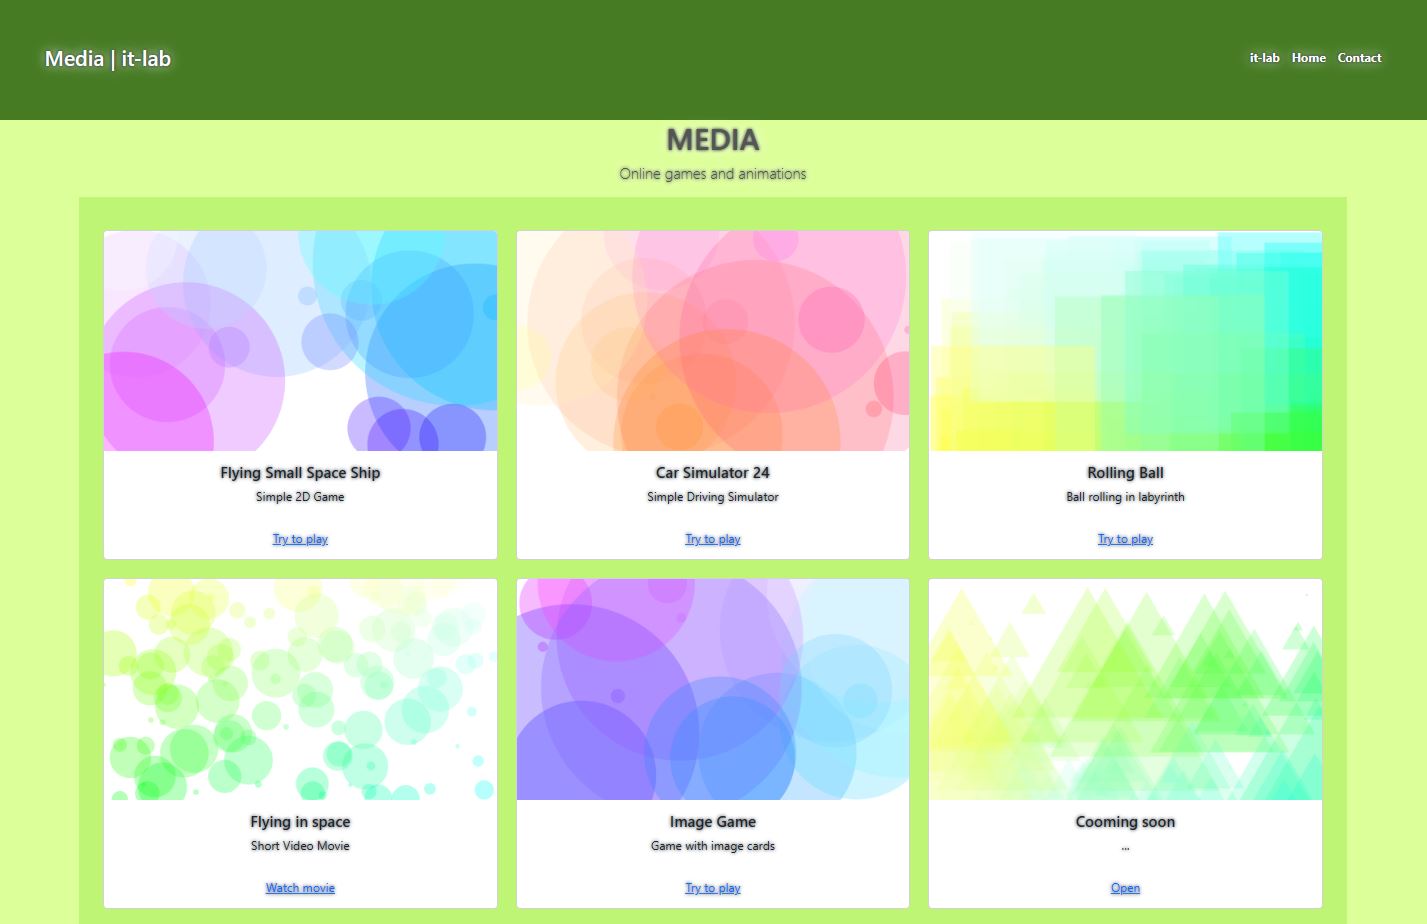 Media | it-lab
it-lab Home Contact
MEDIA
Online games and animations
Flying Small Space Ship
Simple 2D Game
Try to play
Car Simulator 24
Simple Driving Simulator
Try to play
Rolling Ball
Ball rolling in labyrinth
Try to play
Flying in space
Short Video Movie
Watch movie
Image Game
Game with image cards
Try to play
Cooming soon
...
Open